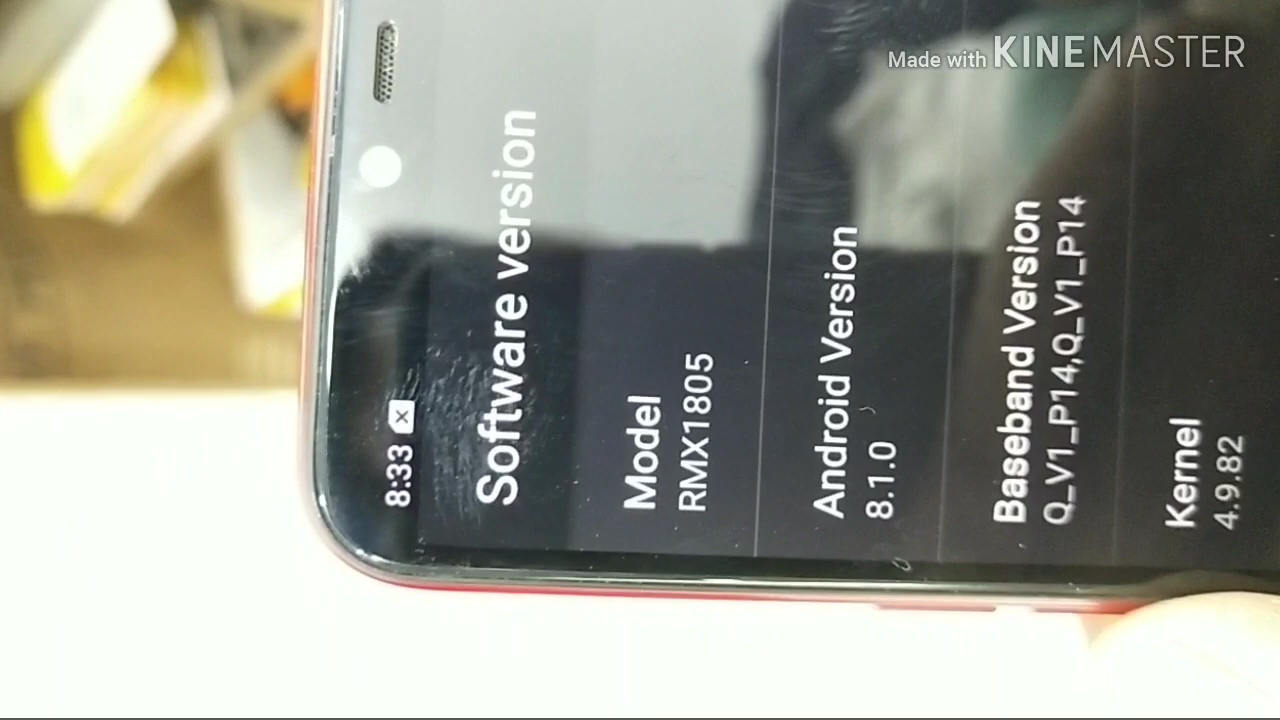 Made with KINEMASTER
8:33
Software version
Model
RMX1805
Android Version
8.1.0
Baseband Version
Q_V1_P14,Q_V1_P14
Kernel
4.9.82